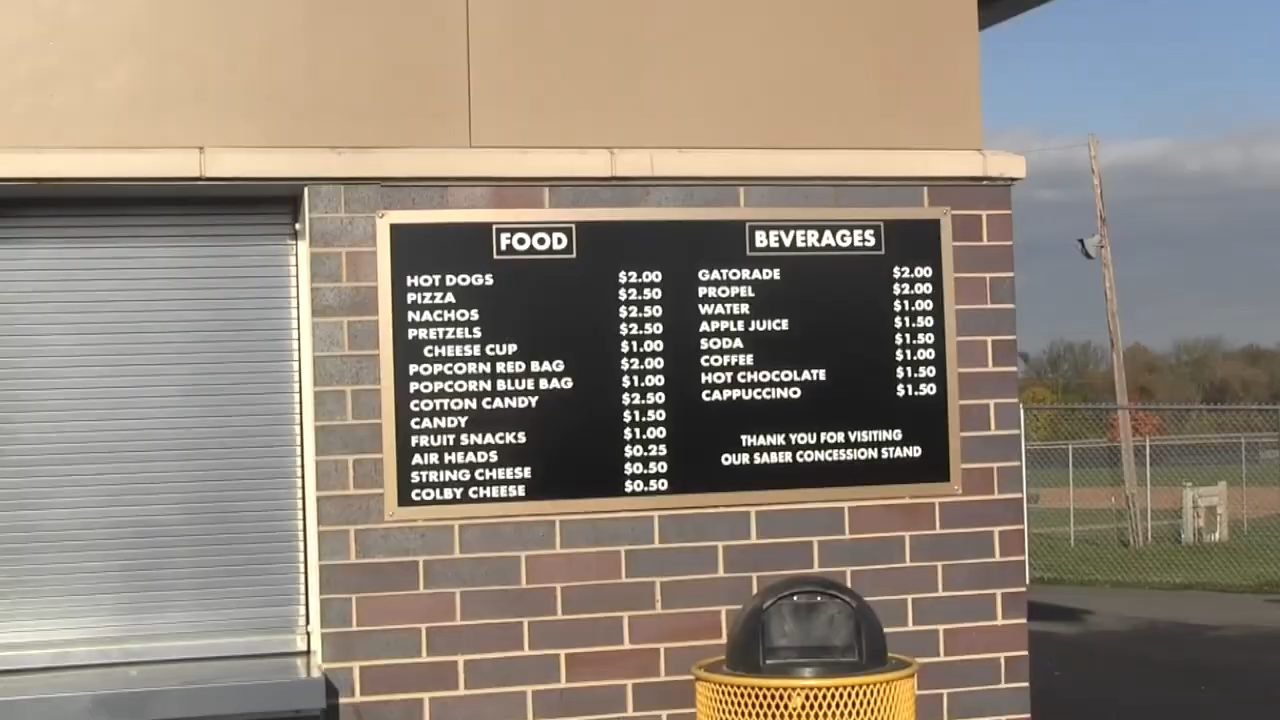 FOOD
HOT DOGS $2.00
PIZZA $2.50
NACHOS $2.50
PRETZELS $2.50
CHEESE CUP $1.00
POPCORN RED BAG $2.00
POPCORN BLUE BAG $1.00
COTTON CANDY $2.50
CANDY $1.50
FRUIT SNACKS $1.00
AIR HEADS $0.25
STRING CHEESE $0.50
COLBY CHEESE $0.50
BEVERAGES
GATORADE $2.00
PROPEL $2.00
WATER $1.00
APPLE JUICE $1.50
SODA $1.50
COFFEE $1.00
HOT CHOCOLATE $1.50
CAPPUCCINO $1.50
THANK YOU FOR VISITING
OUR SABER CONCESSION STAND